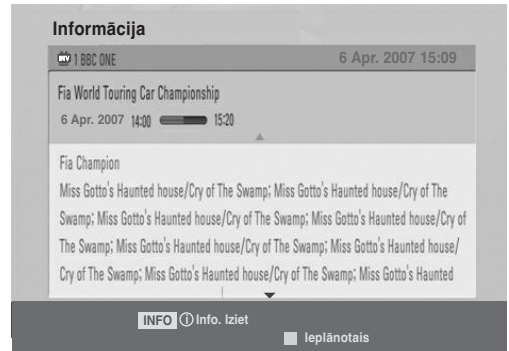 Informācija
DTV 1 BBC ONE 6 Apr. 2007 15:09
Fia World Touring Car Championship
6 Apr. 2007 14:00 15:20
Fia Champion
Miss Gotto's Haunted house/Cry of The Swamp; Miss Gotto's Haunted house/Cry of The
Swamp; Miss Gotto's Haunted house/Cry of The Swamp; Miss Gotto's Haunted house/Cry of
The Swamp; Miss Gotto's Haunted house/Cry of The Swamp; Miss Gotto's Haunted house/
Cry of The Swamp; Miss Gotto's Haunted house/Cry of The Swamp; Miss Gotto's Haunted
INFO i Info. Iziet
Ieplānotais